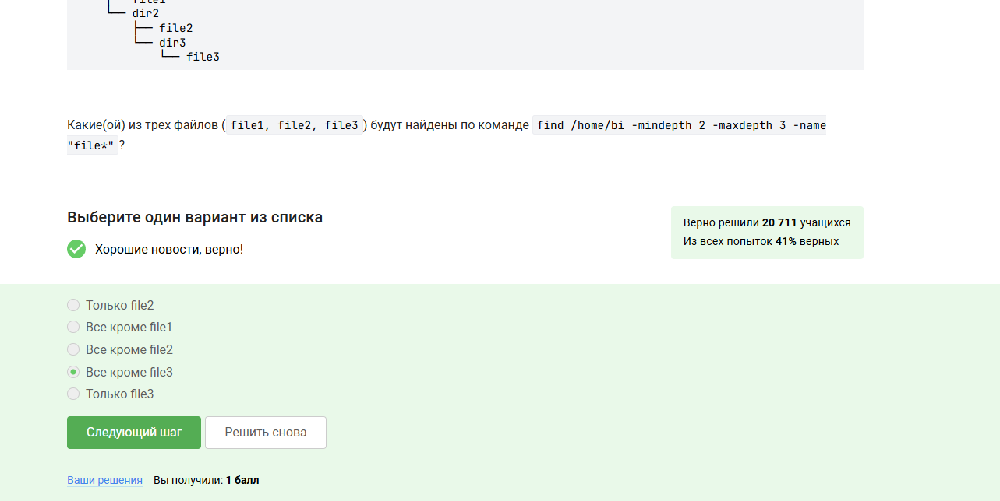 file1
└── dir2
├── file2
└── dir3
└── file3
Какие(ой) из трех файлов ( file1, file2, file3 ) будут найдены по команде find /home/bi -mindepth 2 -maxdepth 3 -name
"file*" ?
Выберите один вариант из списка
Верно решили 20 711 учащихся
Из всех попыток 41% верных
Хорошие новости, верно!
Только file2
Все кроме file1
Все кроме file2
Все кроме file3
Только file3
Следующий шаг
Решить снова
Ваши решения Вы получили: 1 балл